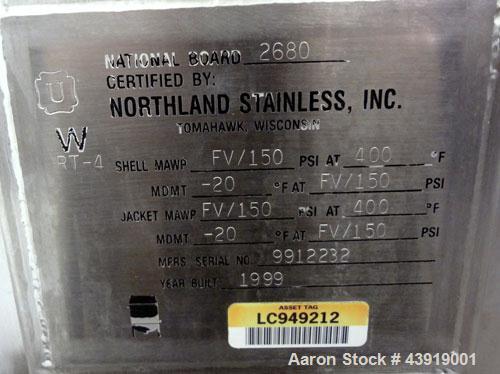 NATIONAL BOARD 2680
CERTIFIED BY:
U
NORTHLAND STAINLESS, INC.
TOMAHAWK, WISCONSIN
W
RT-4
SHELL MAWP FV/150 PSI AT 400 °F
MDMT -20 °F AT FV/150 PSI
JACKET MAWP FV/150 PSI AT 400 °F
MDMT -20 °F AT FV/150 PSI
MFRS. SERIAL NO. 9912232
YEAR BUILT 1999
ASSET TAG
LC949212
Aaron Stock # 43919001